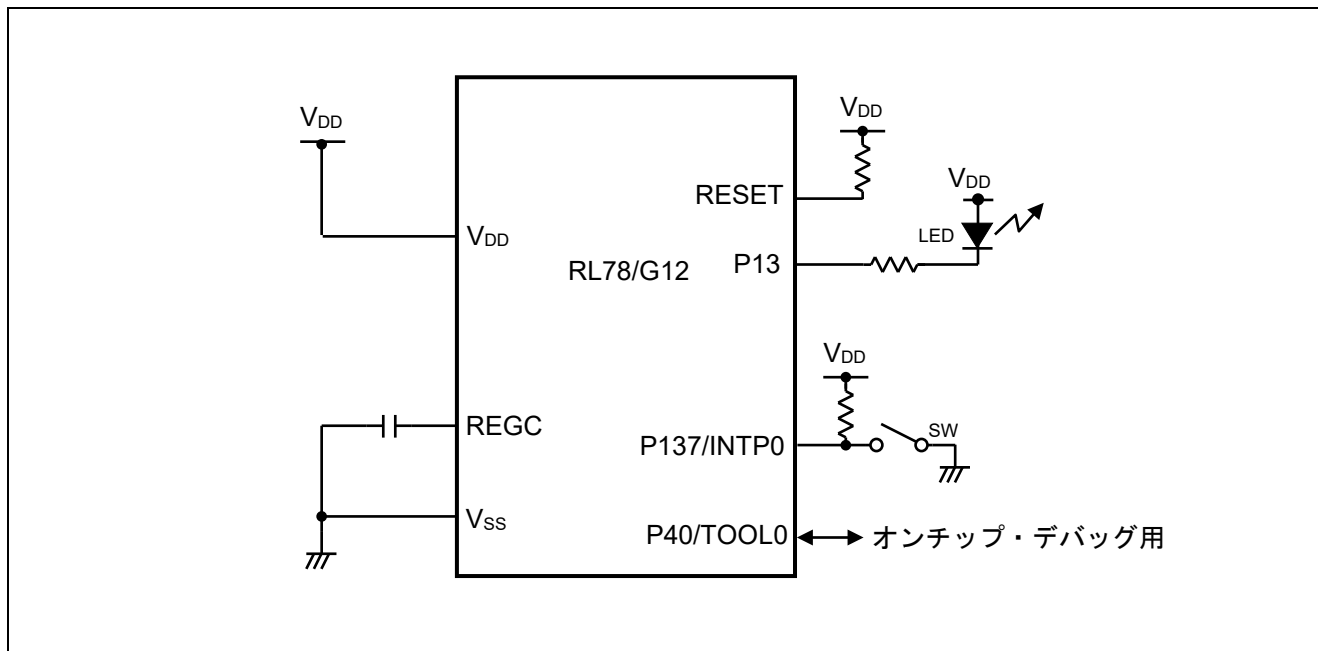 VDD
VDD
VDD
RESET
VDD
LED
P13
RL78/G12
VDD
REGC
P137/INTP0
SW
VSS
P40/TOOL0
オンチップ・デバッグ用